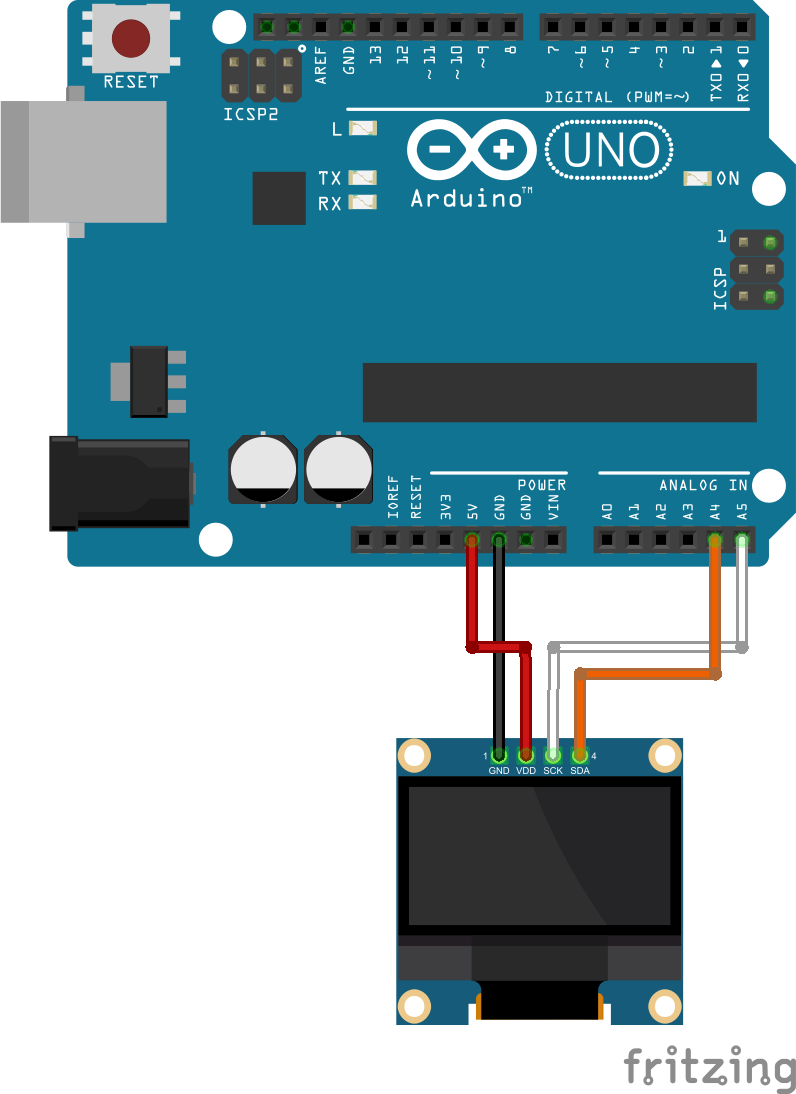 RESET
ICSP2
AREF
GND
13
12
~11
~10
~9
8
7
~6
~5
4
~3
2
TX0▶1
RX0◀0
DIGITAL (PWM=~)
L
TX
RX
Arduino™
UNO
ON
1
ICSP
IOREF
RESET
3V3
5V
GND
GND
VIN
POWER
A0
A1
A2
A3
A4
A5
ANALOG IN
1
4
GND VDD SCK SDA
fritzing